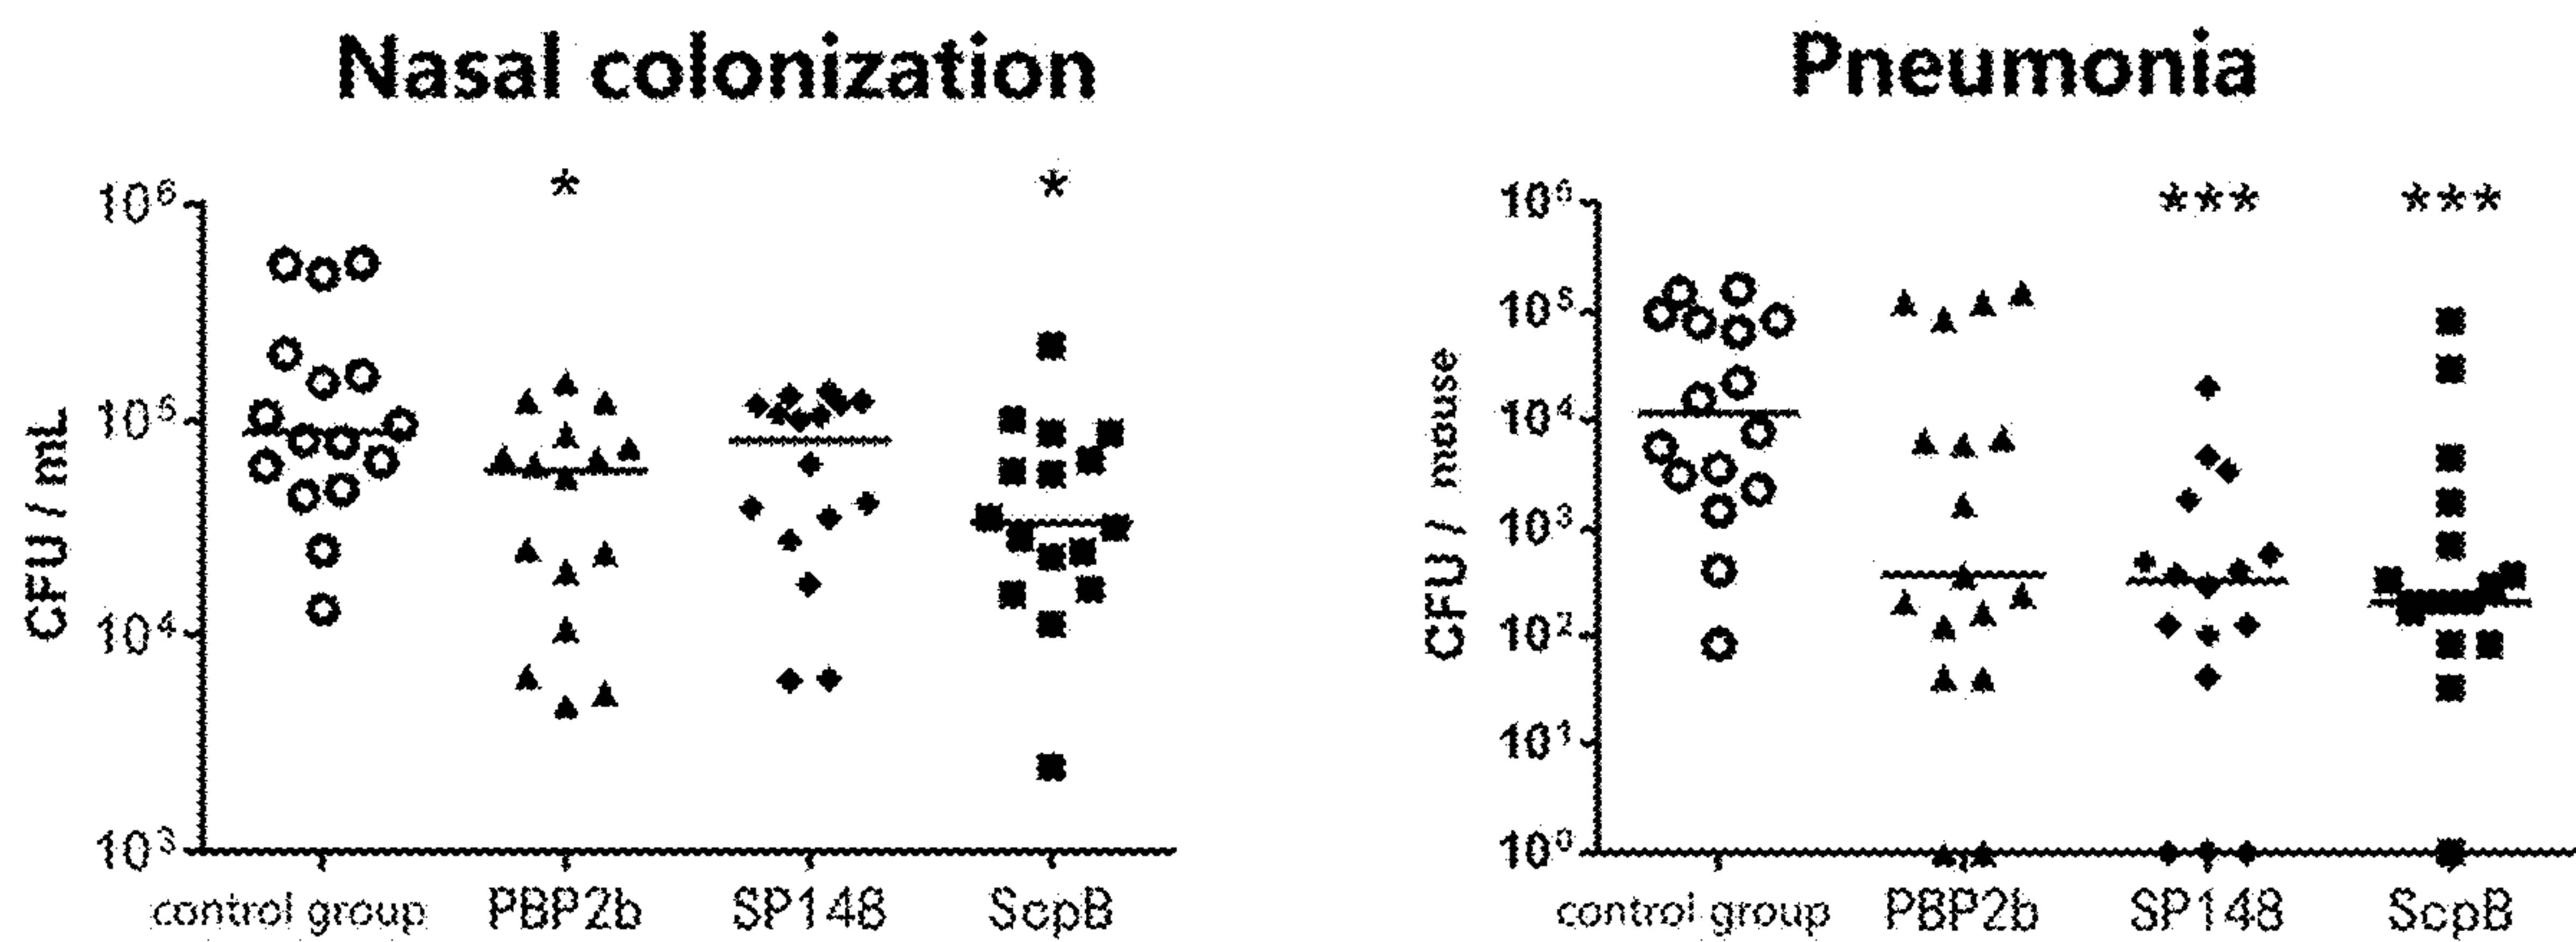 Nasal colonization
*
*
10⁶
10⁵
10⁴
10³
CFU / mL
control group PBP2b SP148 ScpB
Pneumonia
*** ***
10⁶
10⁵
10⁴
10³
10²
10¹
10⁰
CFU / mouse
control group PBP2b SP148 ScpB